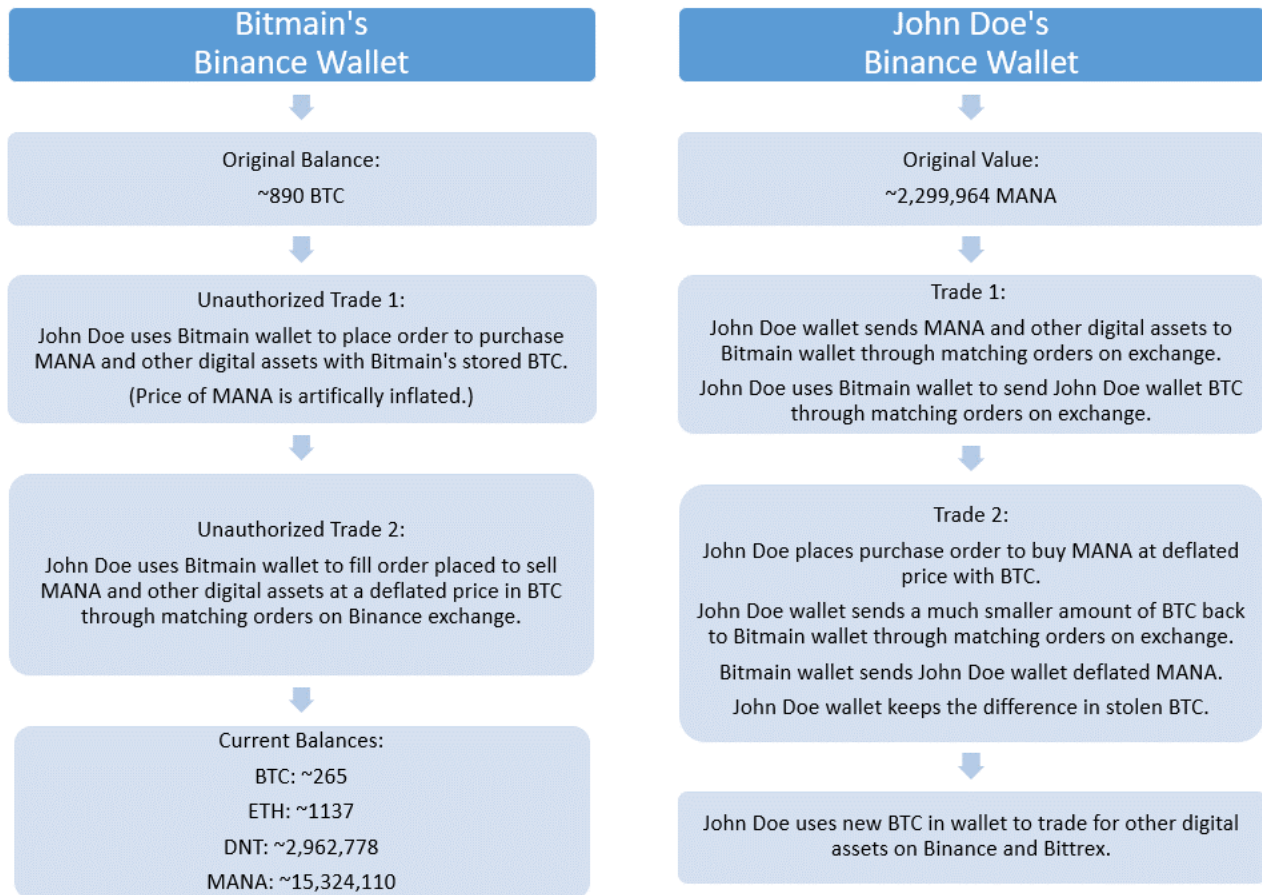 Bitmain's
Binance Wallet
Original Balance:
~890 BTC
Unauthorized Trade 1:
John Doe uses Bitmain wallet to place order to purchase
MANA and other digital assets with Bitmain's stored BTC.
(Price of MANA is artifically inflated.)
Unauthorized Trade 2:
John Doe uses Bitmain wallet to fill order placed to sell
MANA and other digital assets at a deflated price in BTC
through matching orders on Binance exchange.
Current Balances:
BTC: ~265
ETH: ~1137
DNT: ~2,962,778
MANA: ~15,324,110
John Doe's
Binance Wallet
Original Value:
~2,299,964 MANA
Trade 1:
John Doe wallet sends MANA and other digital assets to
Bitmain wallet through matching orders on exchange.
John Doe uses Bitmain wallet to send John Doe wallet BTC
through matching orders on exchange.
Trade 2:
John Doe places purchase order to buy MANA at deflated
price with BTC.
John Doe wallet sends a much smaller amount of BTC back
to Bitmain wallet through matching orders on exchange.
Bitmain wallet sends John Doe wallet deflated MANA.
John Doe wallet keeps the difference in stolen BTC.
John Doe uses new BTC in wallet to trade for other digital
assets on Binance and Bittrex.